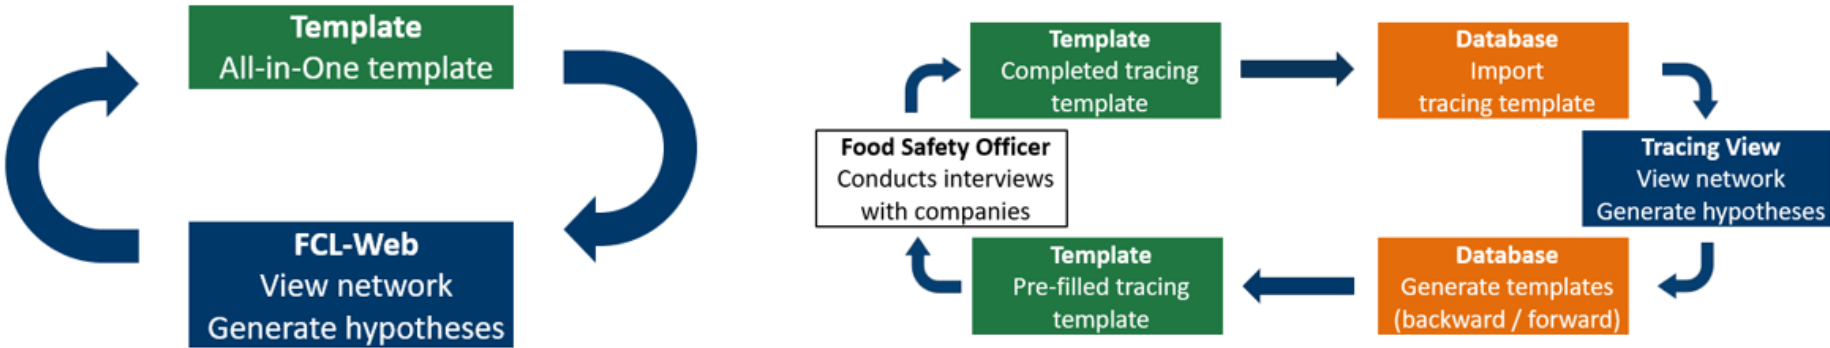 Template
All-in-One template
FCL-Web
View network
Generate hypotheses
Template
Completed tracing
template
Database
Import
tracing template
Food Safety Officer
Conducts interviews
with companies
Tracing View
View network
Generate hypotheses
Template
Pre-filled tracing
template
Database
Generate templates
(backward / forward)